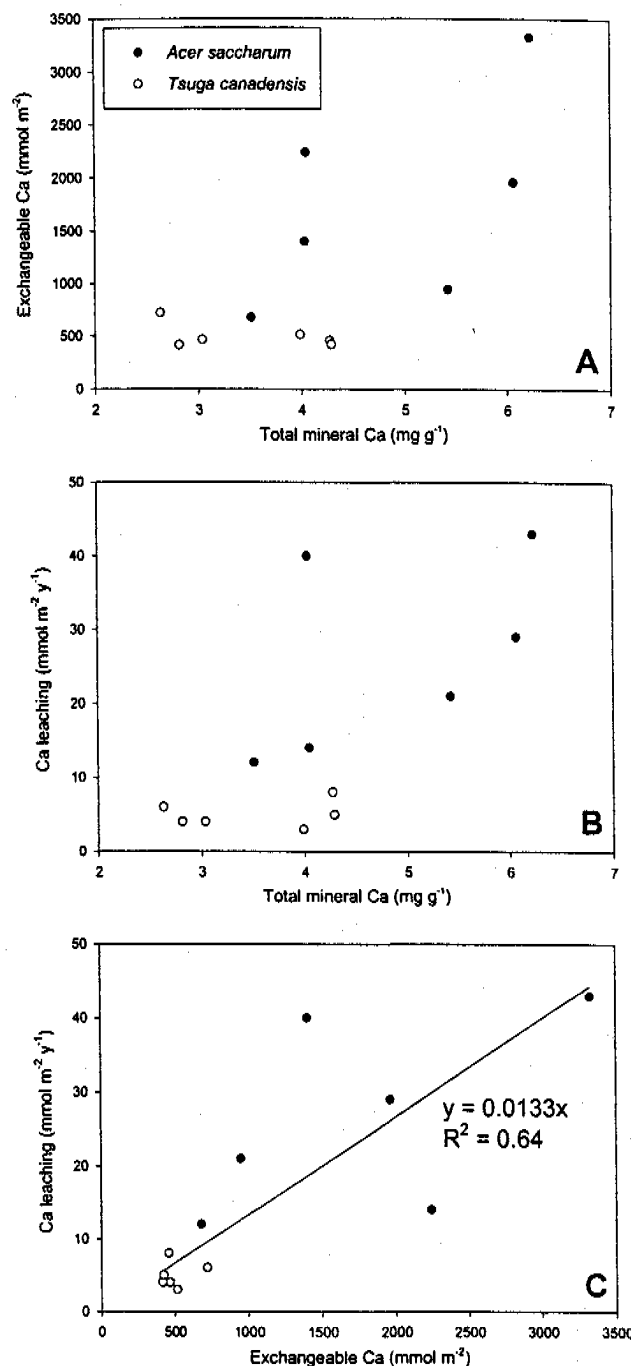 3500
3000
2500
2000
1500
1000
500
0
Exchangeable Ca (mmol m⁻²)
Acer saccharum
Tsuga canadensis
A
2 3 4 5 6 7
Total mineral Ca (mg g⁻¹)
50
40
30
20
10
0
Ca leaching (mmol m⁻² y⁻¹)
B
2 3 4 5 6 7
Total mineral Ca (mg g⁻¹)
50
40
30
20
10
0
Ca leaching (mmol m⁻² y⁻¹)
y = 0.0133x
R² = 0.64
C
0 500 1000 1500 2000 2500 3000 3500
Exchangeable Ca (mmol m⁻²)